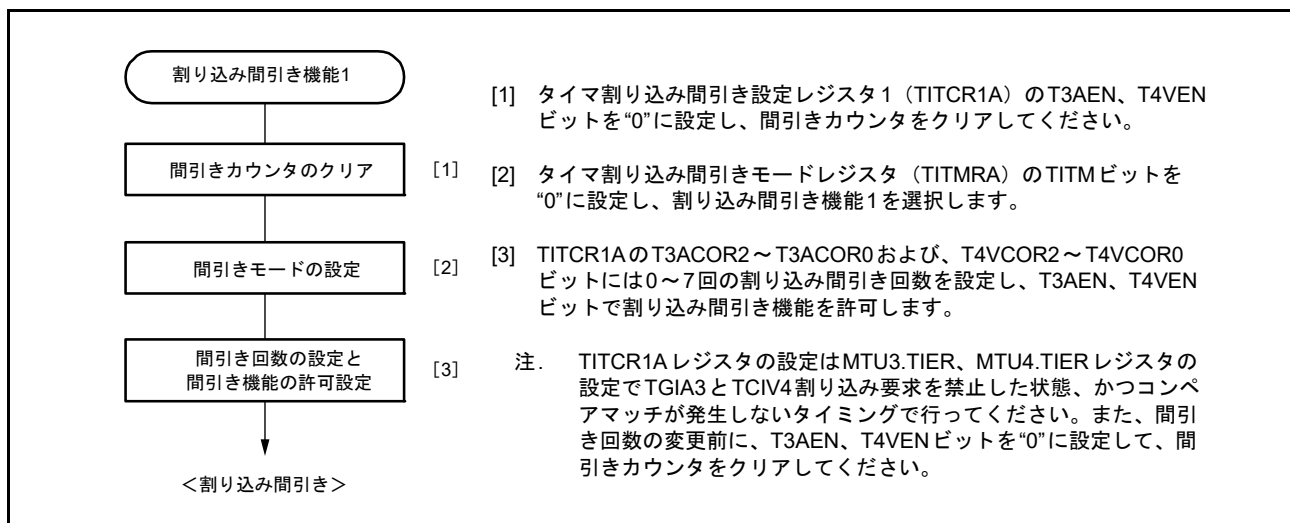 割り込み間引き機能1
間引きカウンタのクリア
[1]
間引きモードの設定
[2]
間引き回数の設定と
間引き機能の許可設定
[3]
＜割り込み間引き＞
[1] タイマ割り込み間引き設定レジスタ1（TITCR1A）のT3AEN、T4VEN
ビットを“0”に設定し、間引きカウンタをクリアしてください。
[2] タイマ割り込み間引きモードレジスタ（TITMRA）のTITMビットを
“0”に設定し、割り込み間引き機能1を選択します。
[3] TITCR1AのT3ACOR2～T3ACOR0および、T4VCOR2～T4VCOR0
ビットには0～7回の割り込み間引き回数を設定し、T3AEN、T4VEN
ビットで割り込み間引き機能を許可します。
注. TITCR1Aレジスタの設定はMTU3.TIER、MTU4.TIERレジスタの
設定でTGIA3とTCIV4割り込み要求を禁止した状態、かつコンペ
アマッチが発生しないタイミングで行ってください。また、間引
き回数の変更前に、T3AEN、T4VENビットを“0”に設定して、間
引きカウンタをクリアしてください。